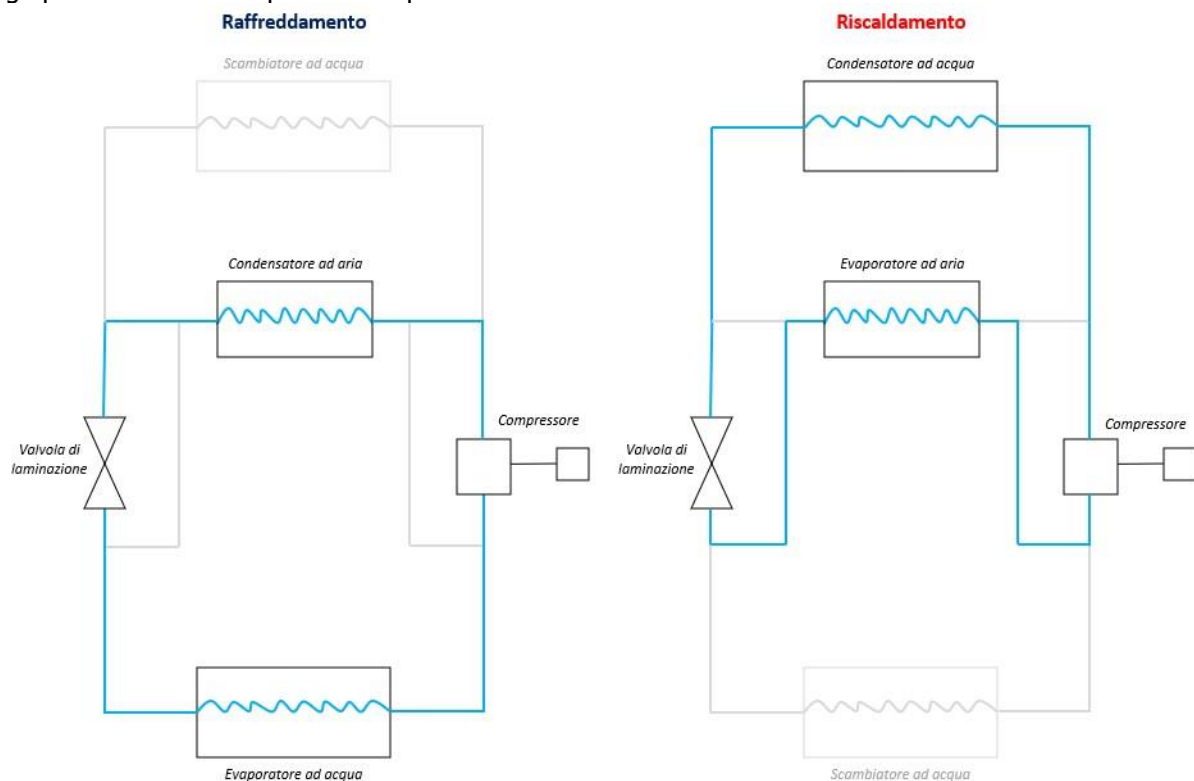 Raffreddamento
Scambiatore ad acqua
Condensatore ad aria
Compressore
Valvola di
laminazione
Evaporatore ad acqua
Riscaldamento
Condensatore ad acqua
Evaporatore ad aria
Compressore
Valvola di
laminazione
Scambiatore ad acqua